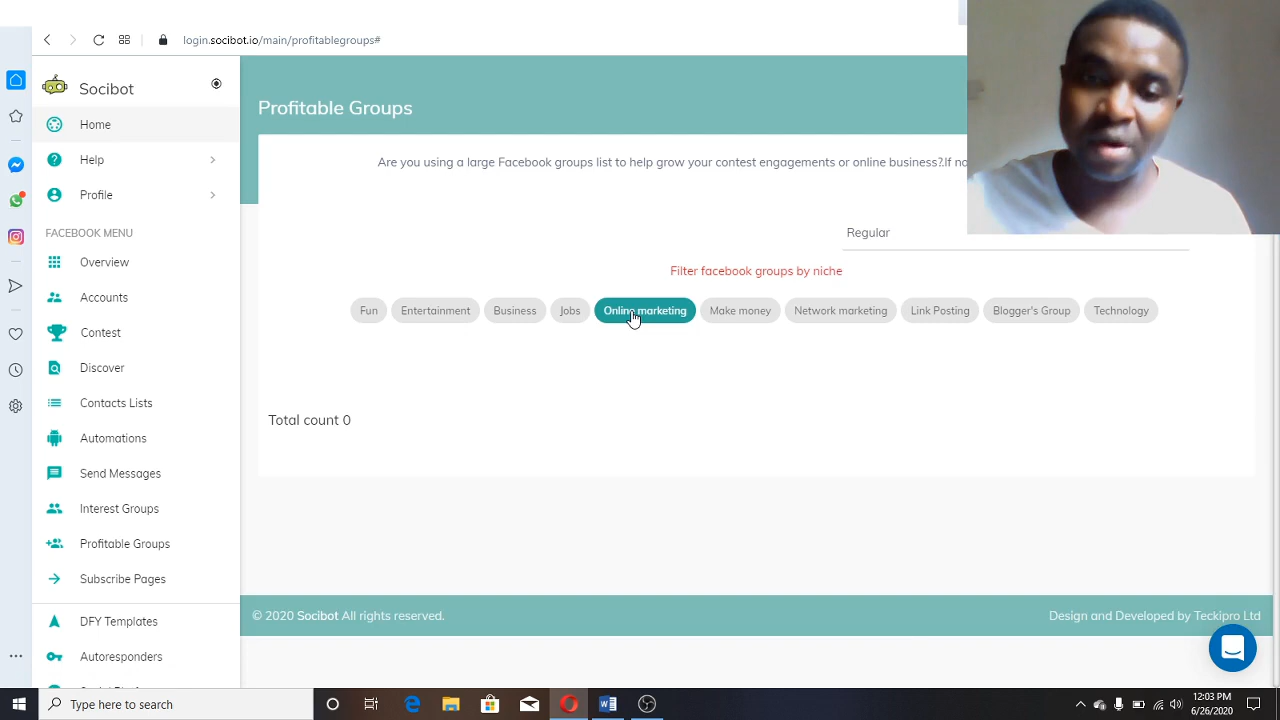 login.socibot.io/main/profitablegroups#
Socibot
Home
Help
Profile
FACEBOOK MENU
Overview
Accounts
Contest
Discover
Contacts Lists
Automations
Send Messages
Interest Groups
Profitable Groups
Subscribe Pages
DFY Templates
Autoresponders
Profitable Groups
Are you using a large Facebook groups list to help grow your contest engagements or online business?.If no
Regular
Filter facebook groups by niche
Fun Entertainment Business Jobs Online marketing Make money Network marketing Link Posting Blogger's Group Technology
Total count 0
© 2020 Socibot All rights reserved.
Design and Developed by Teckipro Ltd
Type here to search
12:03 PM
6/26/2020